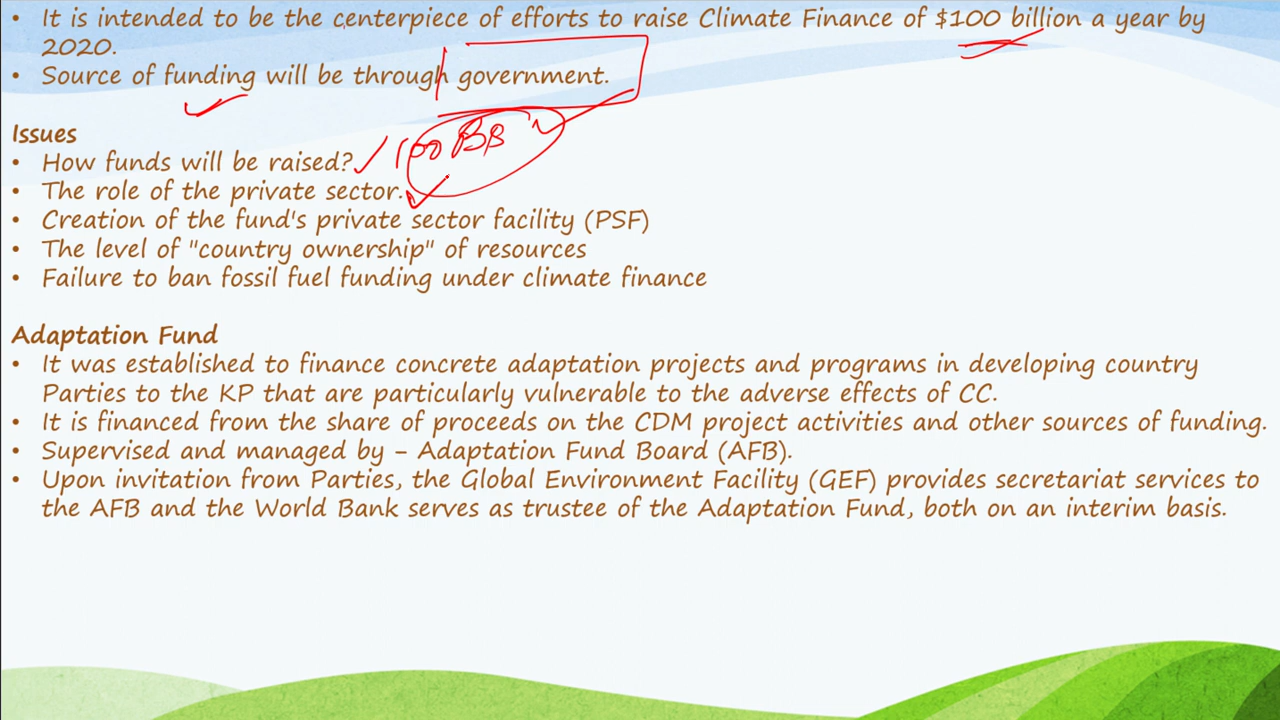 • It is intended to be the centerpiece of efforts to raise Climate Finance of $100 billion a year by
2020.
• Source of funding will be through government.
100
Issues
• How funds will be raised?
• The role of the private sector.
• Creation of the fund's private sector facility (PSF)
• The level of "country ownership" of resources
• Failure to ban fossil fuel funding under climate finance
Adaptation Fund
• It was established to finance concrete adaptation projects and programs in developing country
Parties to the KP that are particularly vulnerable to the adverse effects of CC.
• It is financed from the share of proceeds on the CDM project activities and other sources of funding.
• Supervised and managed by – Adaptation Fund Board (AFB).
• Upon invitation from Parties, the Global Environment Facility (GEF) provides secretariat services to
the AFB and the World Bank serves as trustee of the Adaptation Fund, both on an interim basis.